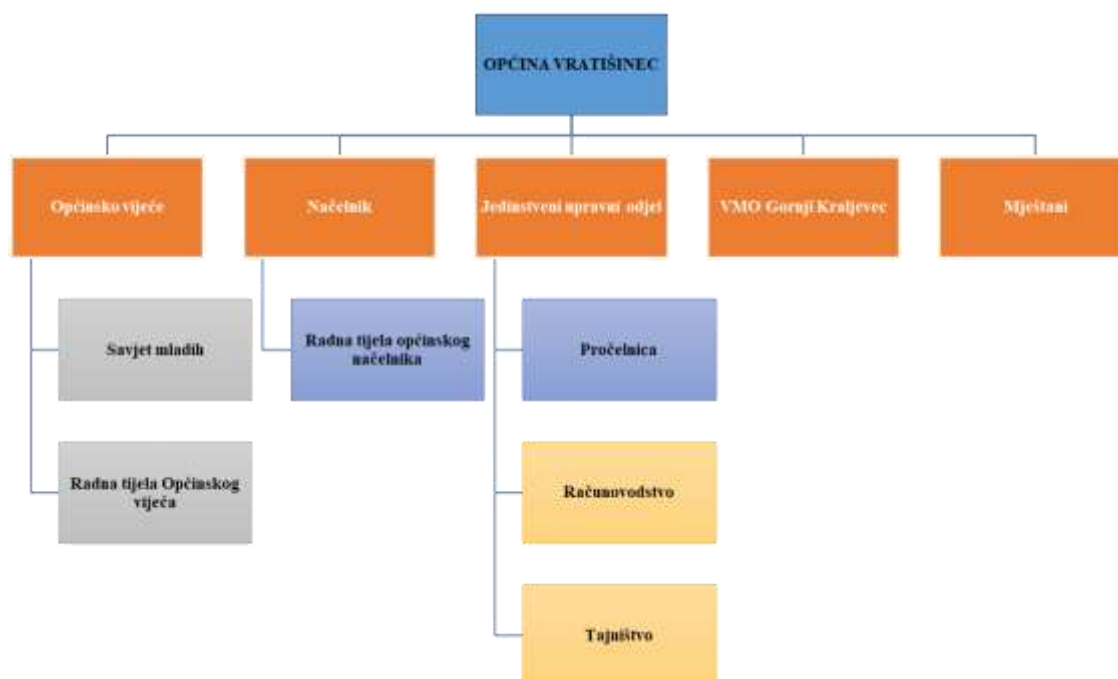 OPĆINA VRATIŠINEC
Općinsko vijeće
Načelnik
Jedinstveni upravni odjel
VMO Gornji Kraljevec
Mještani
Savjet mladih
Radna tijela općinskog
načelnika
Pročelnica
Radna tijela Općinskog
vijeća
Računovodstvo
Tajništvo